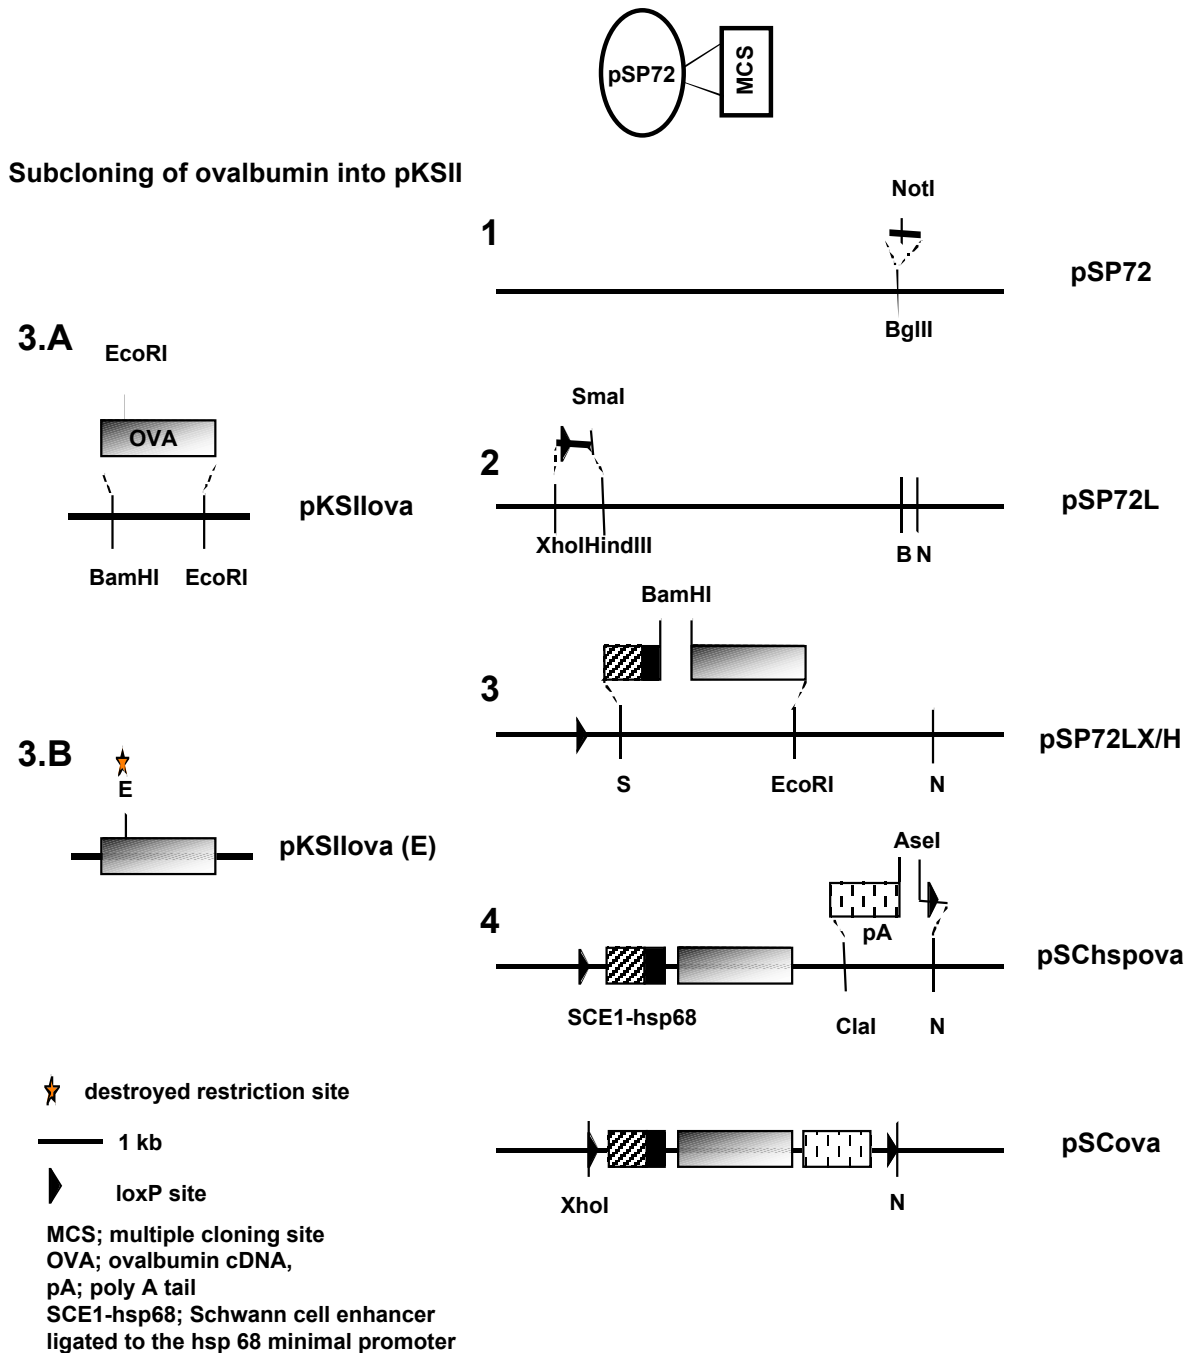 pSP72
MCS
Subcloning of ovalbumin into pKSII
1
NotI
pSP72
BglII
3.A
EcoRI
OVA
pKSIIova
BamHI EcoRI
2
SmaI
pSP72L
XhoIHindIII
B N
3
BamHI
pSP72LX/H
S EcoRI N
3.B
E
pKSIIova (E)
4
AseI
pA
pSChspova
SCE1-hsp68
ClaI N
destroyed restriction site
1 kb
loxP site
pSCova
XhoI N
MCS; multiple cloning site
OVA; ovalbumin cDNA,
pA; poly A tail
SCE1-hsp68; Schwann cell enhancer
ligated to the hsp 68 minimal promoter